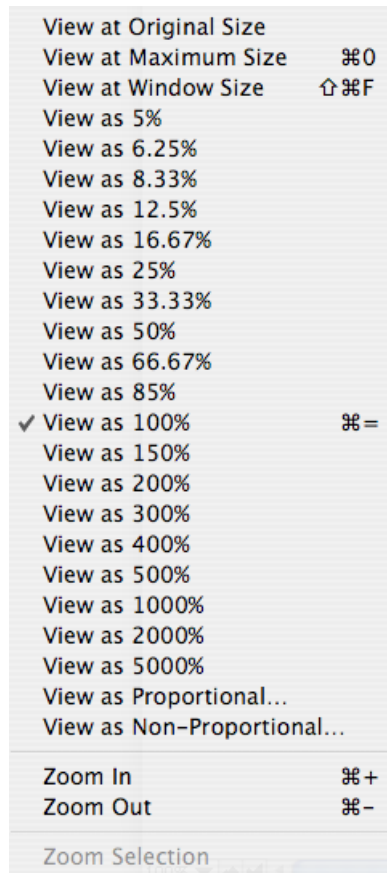 View at Original Size
View at Maximum Size ⌘0
View at Window Size ⇧⌘F
View as 5%
View as 6.25%
View as 8.33%
View as 12.5%
View as 16.67%
View as 25%
View as 33.33%
View as 50%
View as 66.67%
View as 85%
✓ View as 100% ⌘=
View as 150%
View as 200%
View as 300%
View as 400%
View as 500%
View as 1000%
View as 2000%
View as 5000%
View as Proportional...
View as Non-Proportional...
Zoom In ⌘+
Zoom Out ⌘-
Zoom Selection